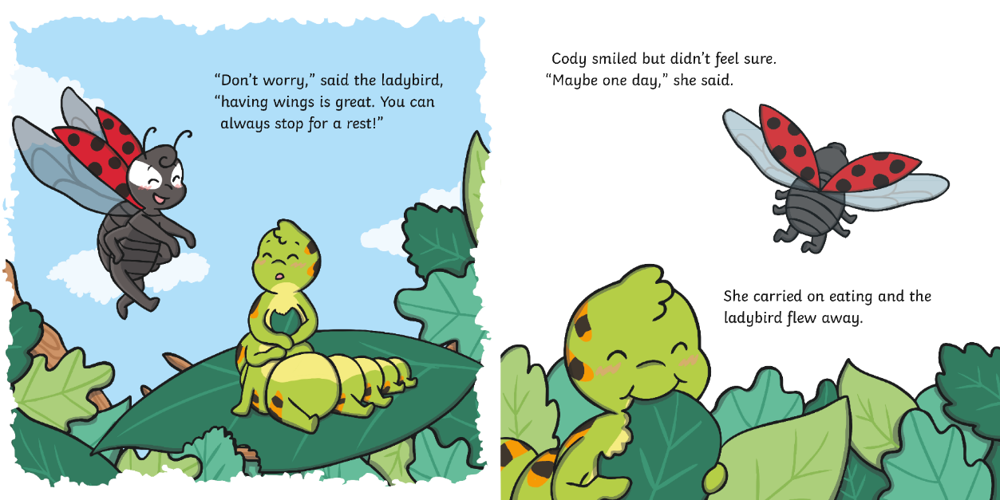 “Don’t worry,” said the ladybird,
“having wings is great. You can
always stop for a rest!”
Cody smiled but didn’t feel sure.
“Maybe one day,” she said.
She carried on eating and the
ladybird flew away.